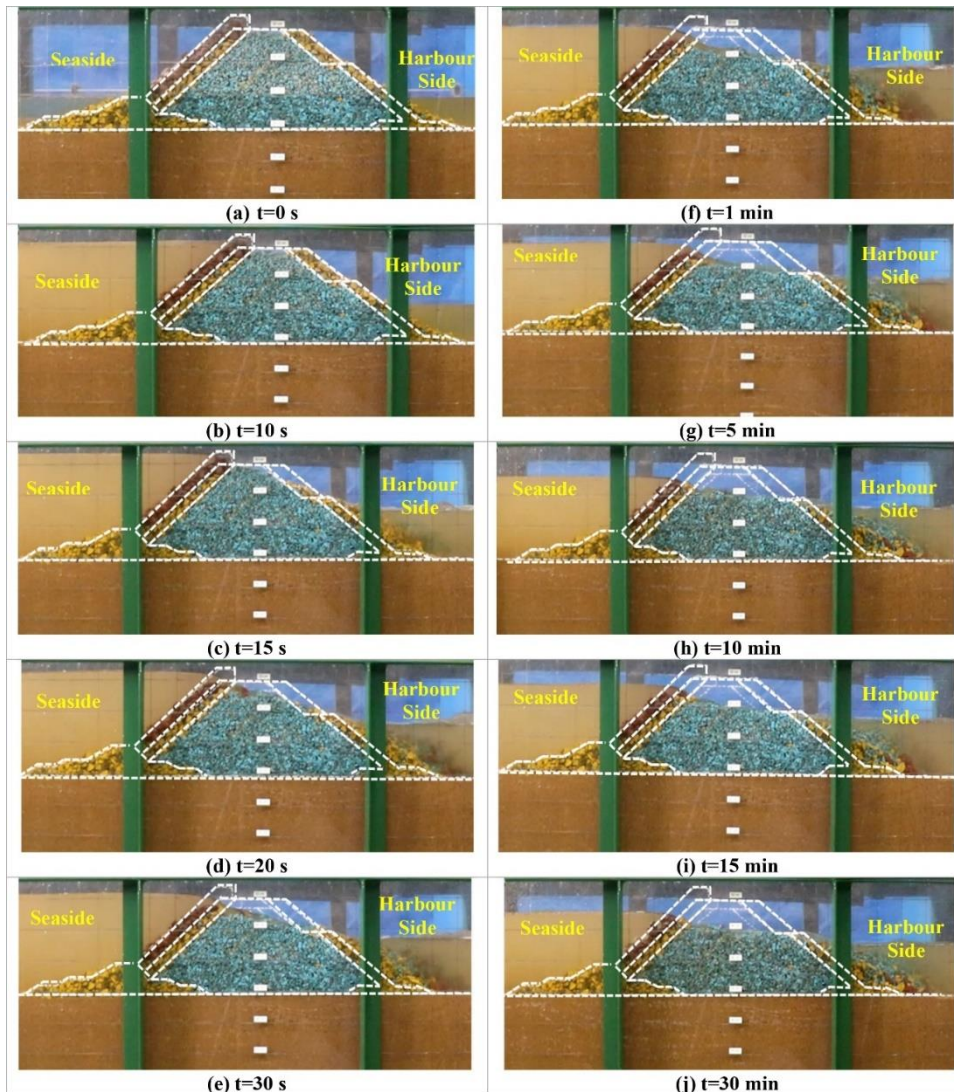 Seaside
Harbour
Side
(a) t=0 s
Seaside
Harbour
Side
(f) t=1 min
Seaside
Harbour
Side
(b) t=10 s
Seaside
Harbour
Side
(g) t=5 min
Seaside
Harbour
Side
(c) t=15 s
Seaside
Harbour
Side
(h) t=10 min
Seaside
Harbour
Side
(d) t=20 s
Seaside
Harbour
Side
(i) t=15 min
Seaside
Harbour
Side
(e) t=30 s
Seaside
Harbour
Side
(j) t=30 min